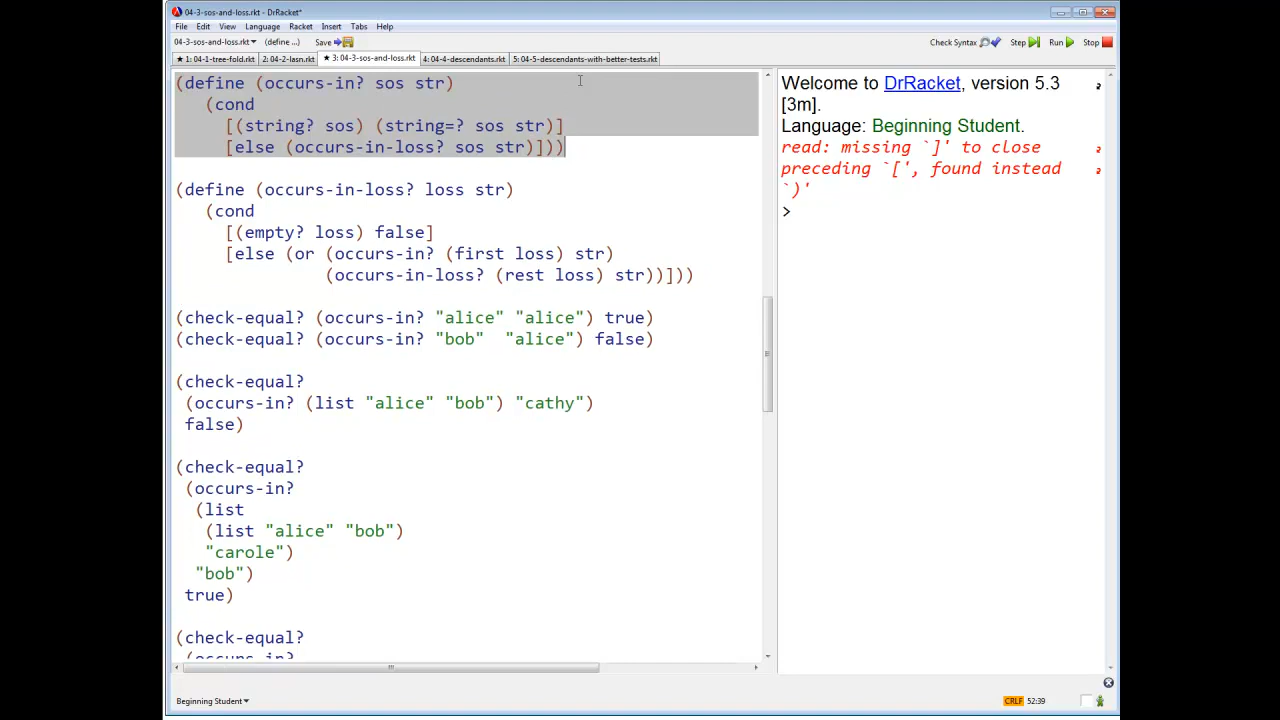 04-3-sos-and-loss.rkt - DrRacket*
File Edit View Language Racket Insert Tabs Help
04-3-sos-and-loss.rkt (define ...) Save Check Syntax Step Run Stop
★ 1: 04-1-tree-fold.rkt 2: 04-2-lasn.rkt ★ 3: 04-3-sos-and-loss.rkt 4: 04-4-descendants.rkt 5: 04-5-descendants-with-better-tests.rkt
(define (occurs-in? sos str)
(cond
[(string? sos) (string=? sos str)]
[else (occurs-in-loss? sos str)]))
(define (occurs-in-loss? loss str)
(cond
[(empty? loss) false]
[else (or (occurs-in? (first loss) str)
(occurs-in-loss? (rest loss) str))]))
(check-equal? (occurs-in? "alice" "alice") true)
(check-equal? (occurs-in? "bob"  "alice") false)
(check-equal?
(occurs-in? (list "alice" "bob") "cathy")
false)
(check-equal?
(occurs-in?
(list
(list "alice" "bob")
"carole")
"bob")
true)
(check-equal?
(occurs-in?
Welcome to DrRacket, version 5.3
[3m].
Language: Beginning Student.
read: missing `]' to close
preceding `[', found instead
`)'
>
Beginning Student CRLF 52:39